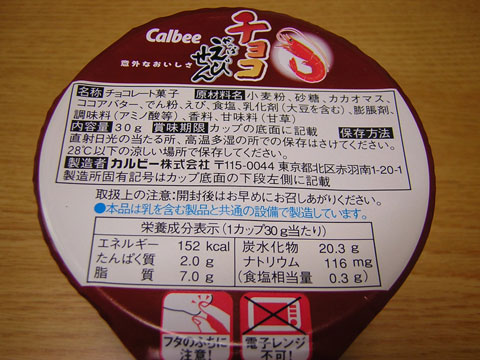 Calbee
チョコ
かっぱえびせん
意外なおいしさ
名称 チョコレート菓子 原材料名 小麦粉、砂糖、カカオマス、
ココアバター、でん粉、えび、食塩、乳化剤(大豆を含む)、膨脹剤、
調味料(アミノ酸等)、香料、甘味料(甘草)
内容量 30g 賞味期限 カップの底面に記載 保存方法
直射日光の当たる所、高温多湿の所での保存はさけてください。
28℃以下の涼しい場所で保存してください。
製造者 カルビー株式会社 〒115-0044 東京都北区赤羽南1-20-1
製造所固有記号はカップ底面の下段左側に記載
取扱上の注意:開封後はお早めにお召しあがりください。
●本品は乳を含む製品と共通の設備で製造しています。
栄養成分表示(1カップ30g当たり)
エネルギー 152 kcal 炭水化物 20.3 g
たんぱく質 2.0 g ナトリウム 116 mg
脂質 7.0 g (食塩相当量 0.3 g)
フタのふちに
注意!
電子レンジ
不可!